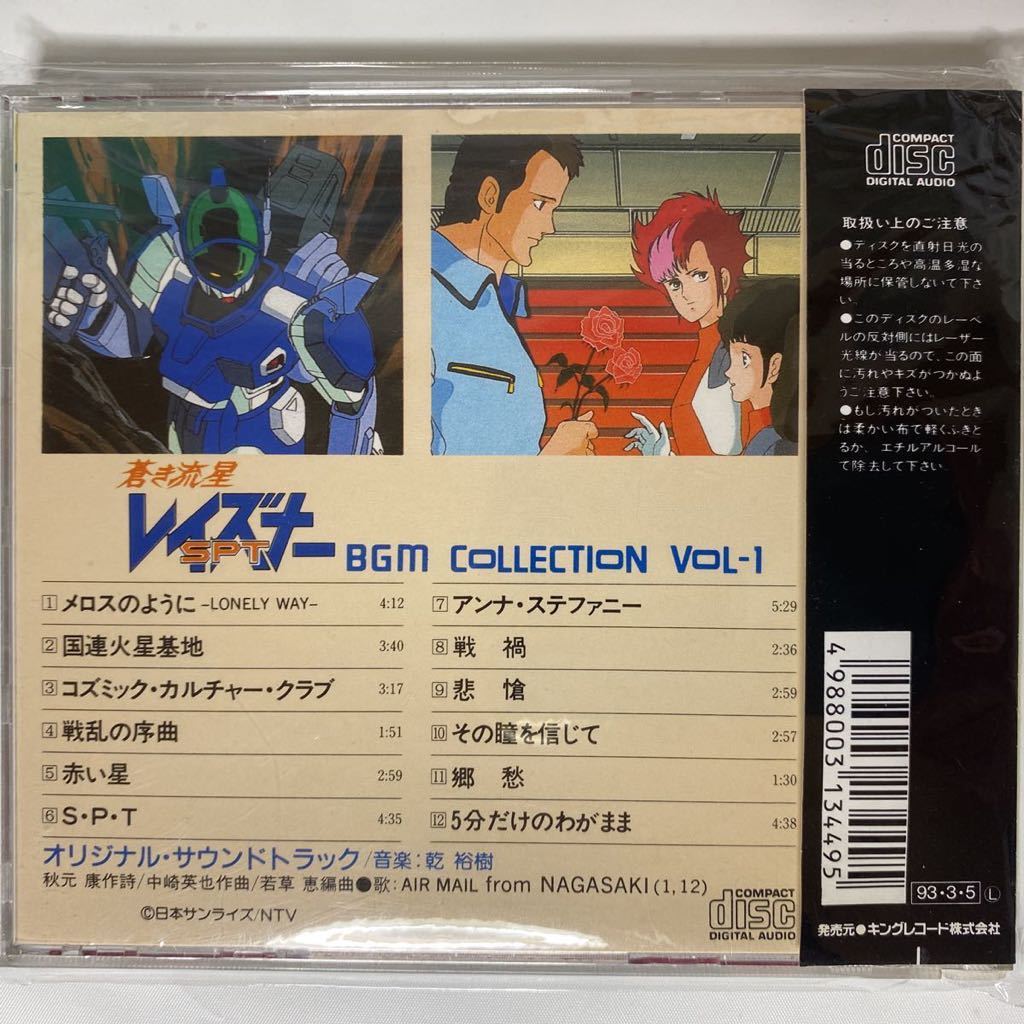 蒼き流星
レイズナー
SPT
BGM COLLECTION VOL-1
1 メロスのように -LONELY WAY- 4:12
2 国連火星基地 3:40
3 コズミック・カルチャー・クラブ 3:17
4 戦乱の序曲 1:51
5 赤い星 2:59
6 S・P・T 4:35
7 アンナ・ステファニー 5:29
8 戦 禍 2:36
9 悲 愴 2:59
10 その瞳を信じて 2:57
11 郷 愁 1:30
12 5分だけのわがまま 4:38
オリジナル・サウンドトラック/音楽:乾 裕樹
秋元 康作詩/中崎英也作曲/若草 恵編曲●歌:AIR MAIL from NAGASAKI (1, 12)
©日本サンライズ/NTV
COMPACT
disc
DIGITAL AUDIO
COMPACT
disc
DIGITAL AUDIO
取扱い上のご注意
●ディスクを直射日光の
当るところや高温多湿な
場所に保管しないで下さ
い。
●このディスクのレーベ
ルの反対側にはレーザー
光線が当るので、この面
に汚れやキズがつかぬよ
うご注意下さい。
●もし汚れがついたとき
は柔かい布で軽くふきと
るか、エチルアルコール
で除去して下さい。
4 988003 134495
93・3・5 L
発売元●キングレコード株式会社